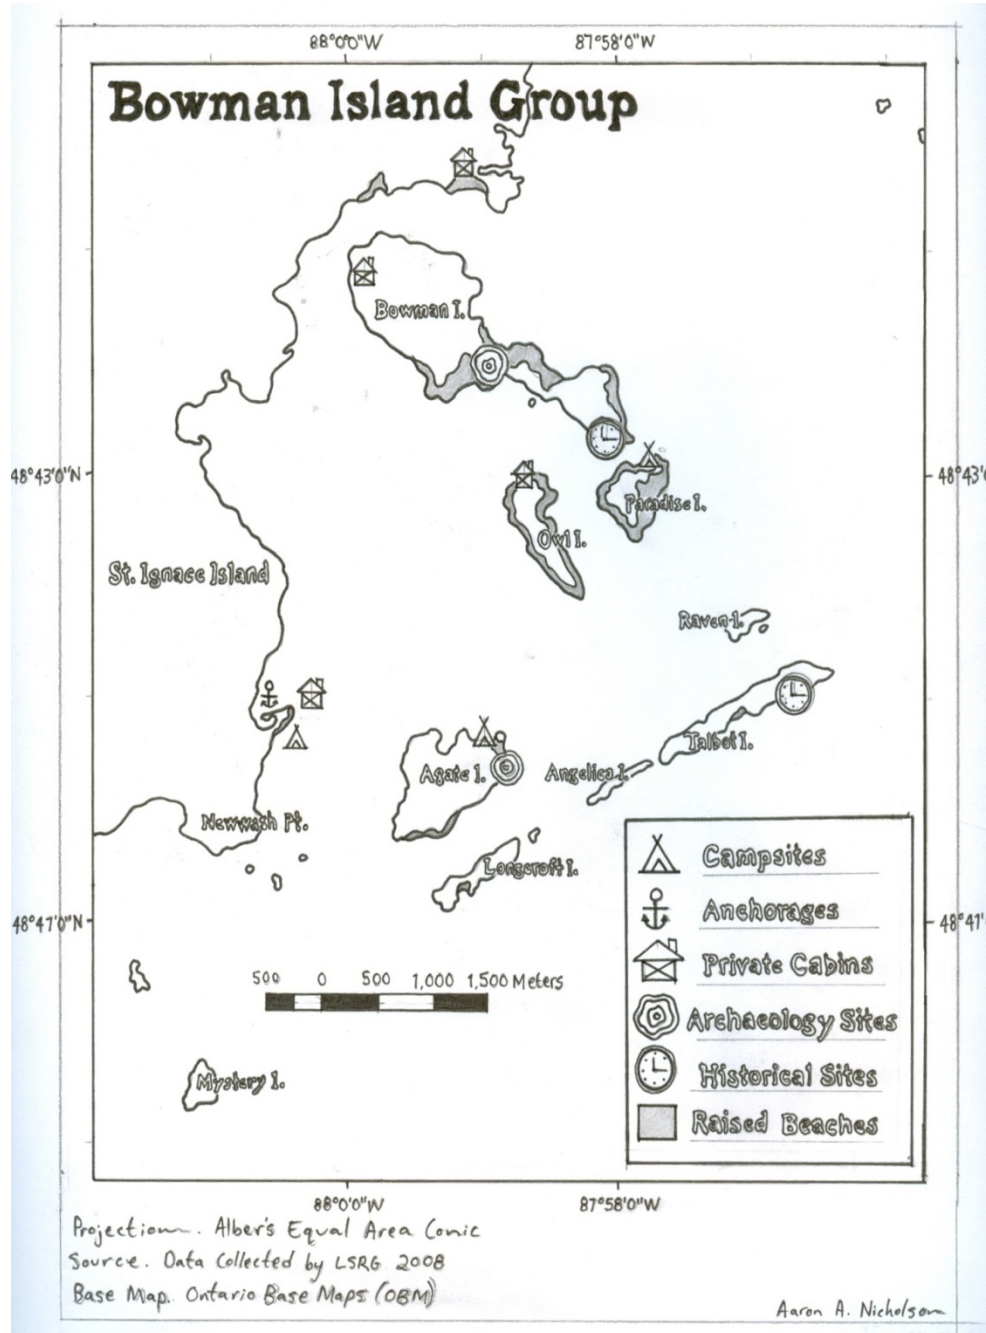 88°0'0"W
87°58'0"W
Bowman Island Group
Bowman I.
48°43'0"N
48°43'0
Paradise I.
Owl I.
St. Ignace Island
Raven I.
Talbot I.
Agate I.
Angelica I.
Newwash Pt.
Longcroft I.
Campsites
Anchorages
48°47'0"N
48°41'
Private Cabins
500 0 500 1,000 1,500 Meters
Archaeology Sites
Historical Sites
Mystery I.
Raised Beaches
88°0'0"W
87°58'0"W
Projection. Alber's Equal Area Conic
Source. Data Collected by LSRG 2008
Base Map. Ontario Base Maps (OBM)
Aaron A. Nicholson